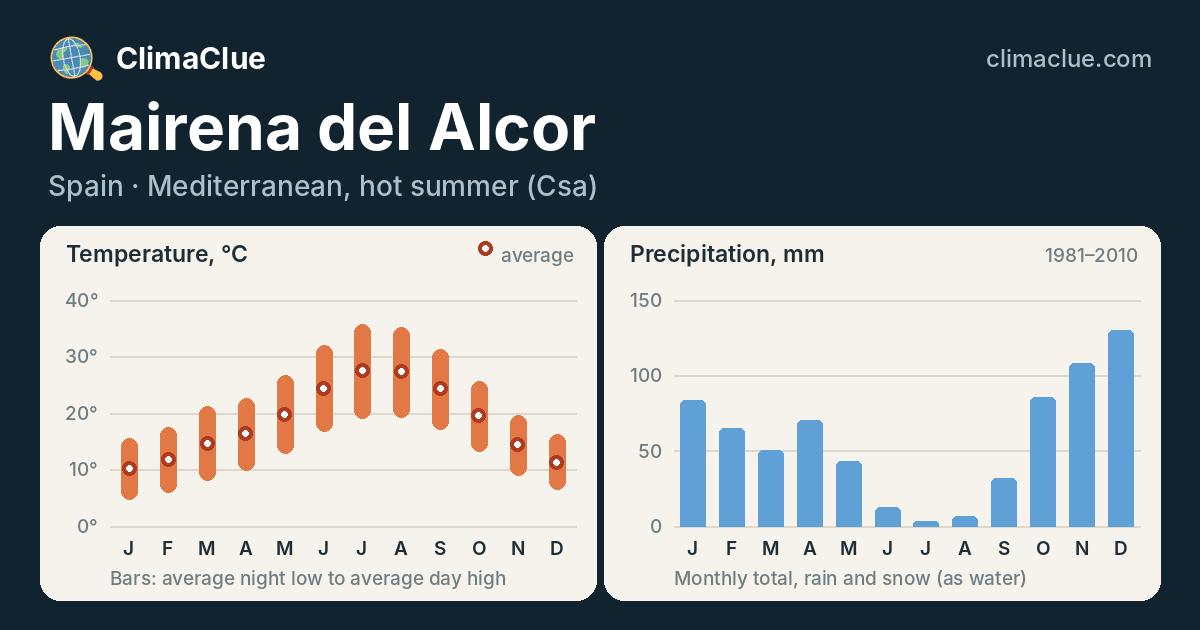 ClimaClue
climaclue.com
Mairena del Alcor
Spain · Mediterranean, hot summer (Csa)
Temperature, °C
average
40°
30°
20°
10°
0°
J F M A M J J A S O N D
Bars: average night low to average day high
Precipitation, mm
1981–2010
150
100
50
0
J F M A M J J A S O N D
Monthly total, rain and snow (as water)